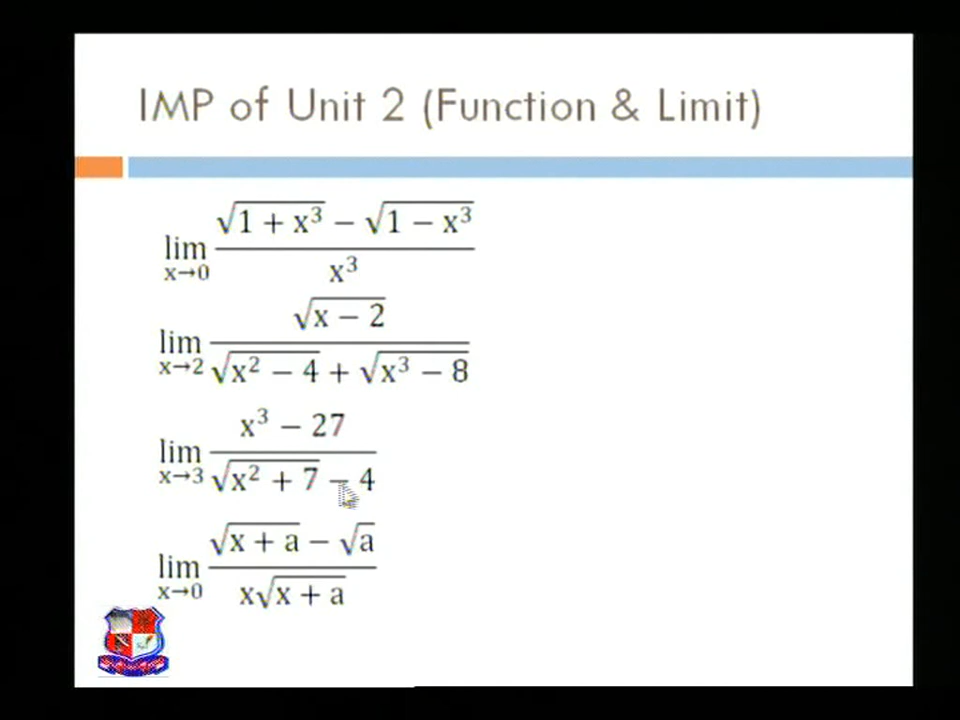 IMP of Unit 2 (Function & Limit)
lim x→0 (√(1 + x³) − √(1 − x³)) / x³
lim x→2 √(x − 2) / (√(x² − 4) + √(x³ − 8))
lim x→3 (x³ − 27) / (√(x² + 7) − 4)
lim x→0 (√(x + a) − √a) / (x√(x + a))